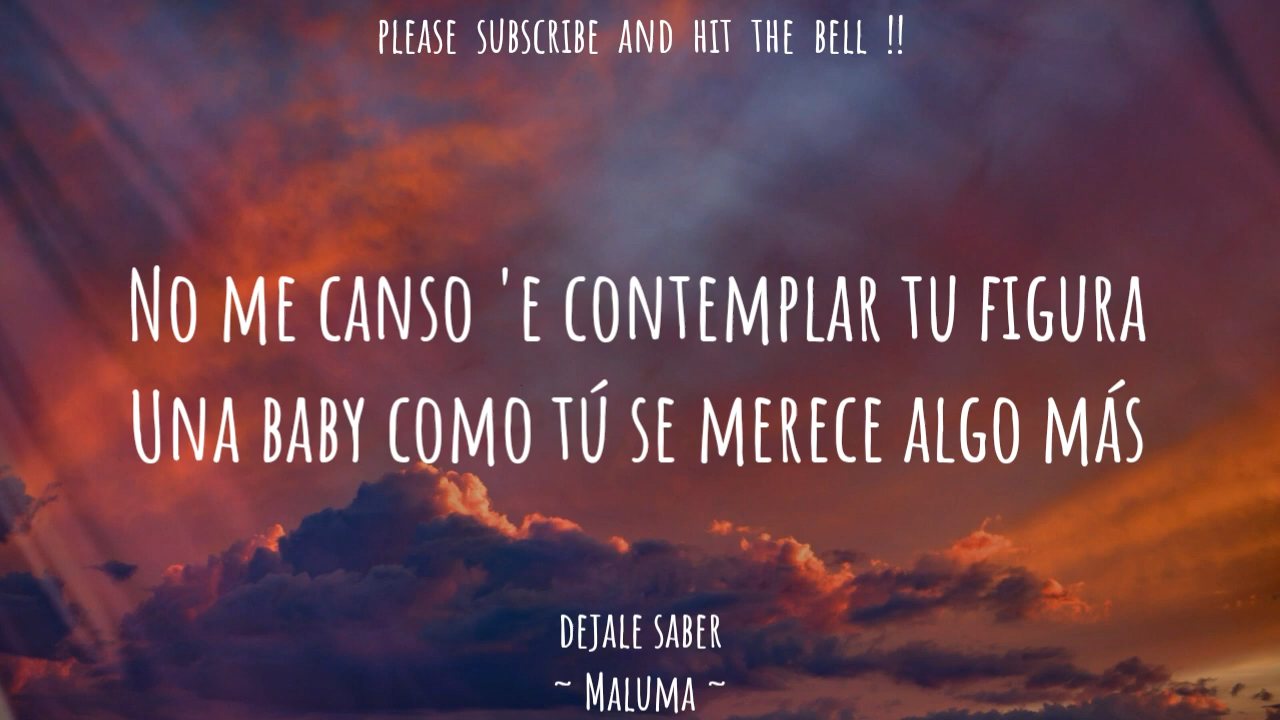 PLEASE SUBSCRIBE AND HIT THE BELL !!
NO ME CANSO 'E CONTEMPLAR TU FIGURA
UNA BABY COMO TÚ SE MERECE ALGO MÁS
DEJALE SABER
~ MALUMA ~